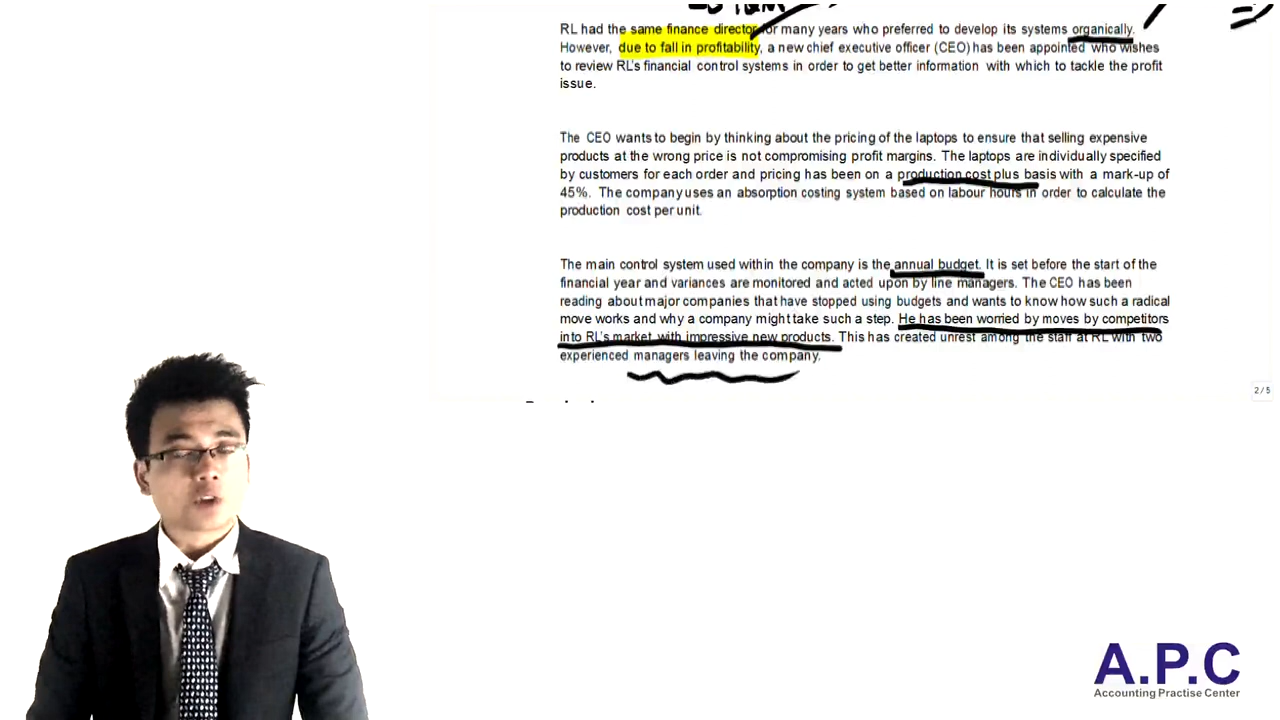 RL had the same finance director for many years who preferred to develop its systems organically.
However, due to fall in profitability, a new chief executive officer (CEO) has been appointed who wishes
to review RL's financial control systems in order to get better information with which to tackle the profit
issue.
The CEO wants to begin by thinking about the pricing of the laptops to ensure that selling expensive
products at the wrong price is not compromising profit margins. The laptops are individually specified
by customers for each order and pricing has been on a production cost plus basis with a mark-up of
45%. The company uses an absorption costing system based on labour hours in order to calculate the
production cost per unit.
The main control system used within the company is the annual budget. It is set before the start of the
financial year and variances are monitored and acted upon by line managers. The CEO has been
reading about major companies that have stopped using budgets and wants to know how such a radical
move works and why a company might take such a step. He has been worried by moves by competitors
into RL's market with impressive new products. This has created unrest among the staff at RL with two
experienced managers leaving the company.
2/5
A.P.C
Accounting Practise Center